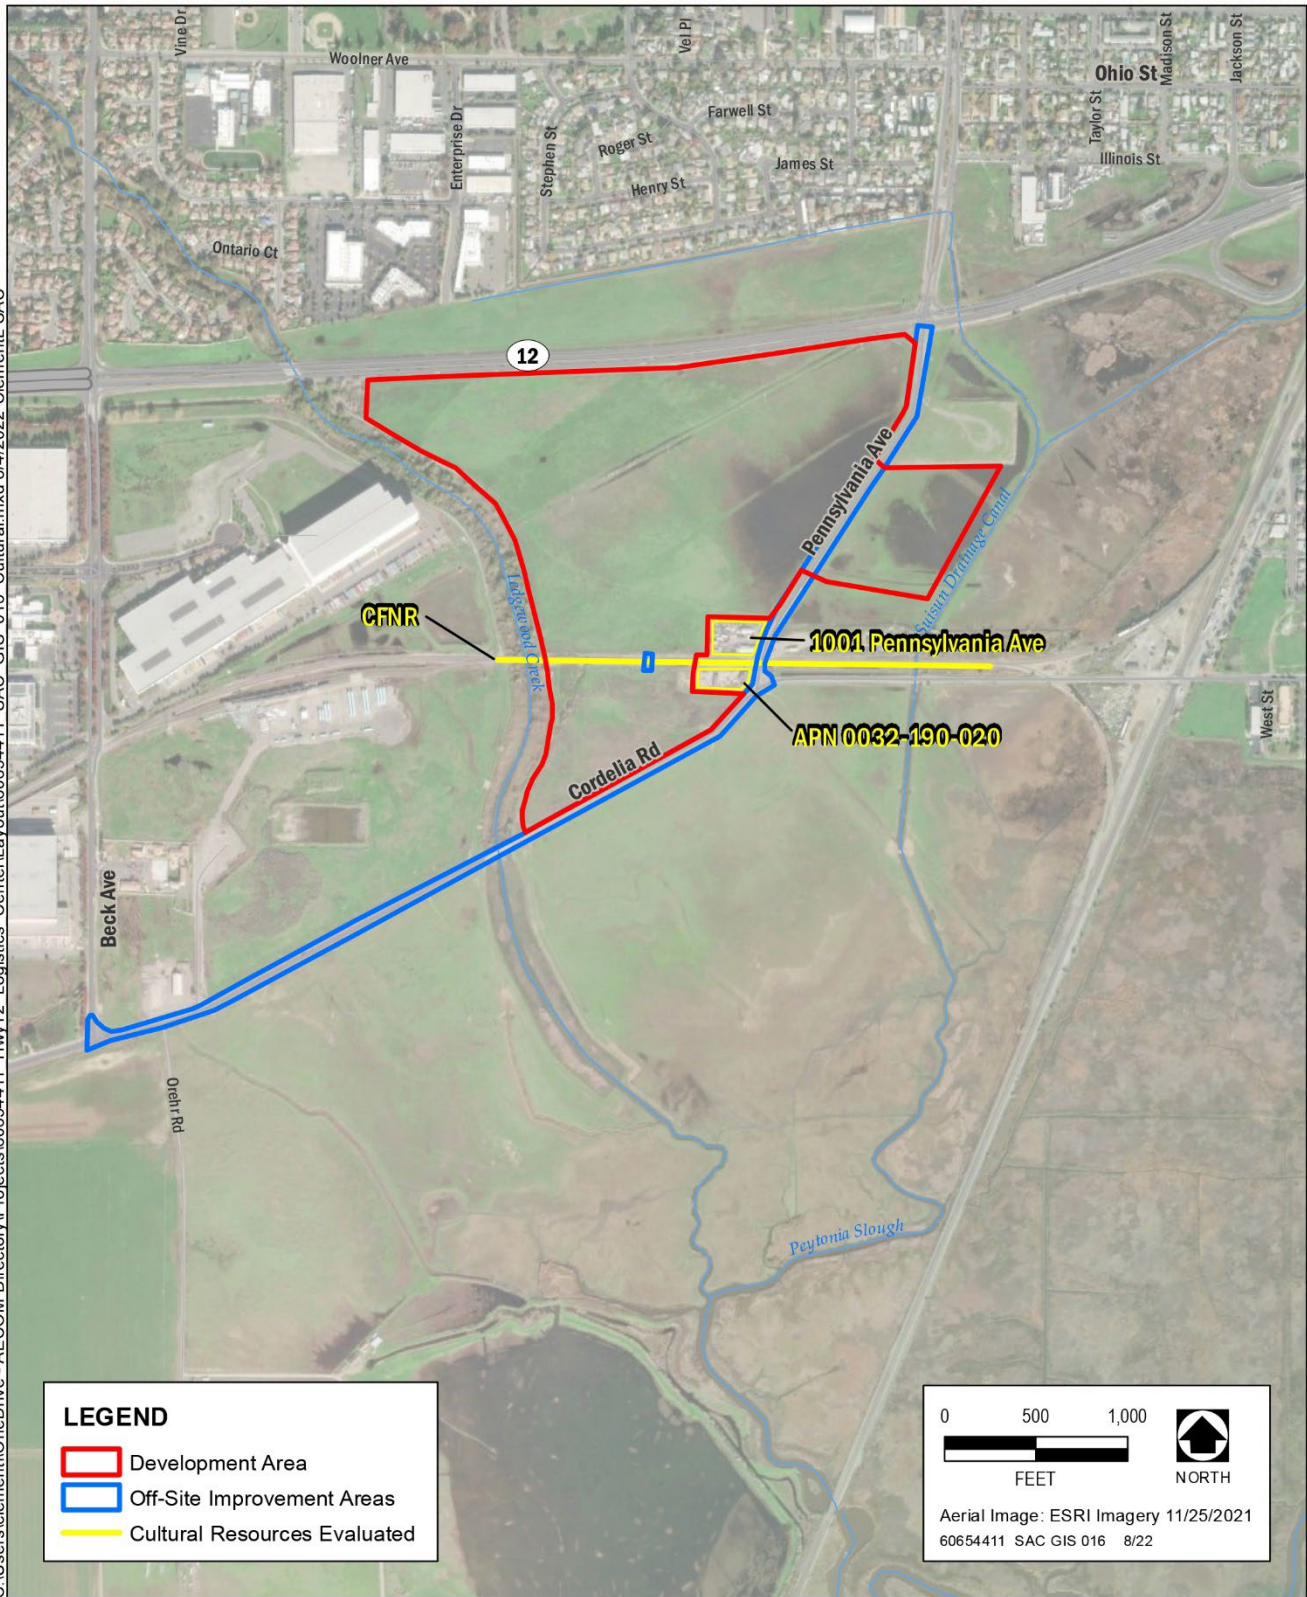 Vine Dr
Woolner Ave
Vel Pl
Madison St
Jackson St
Ohio St
Enterprise Dr
Stephen St
Roger St
Farwell St
Taylor St
James St
Illinois St
Henry St
Ontario Ct
12
Pennsylvania Ave
Suisun Drainage Canal
CFNR
Ledgewood Creek
1001 Pennsylvania Ave
APN 0032-190-020
West St
Cordelia Rd
Beck Ave
Orehr Rd
Peytonia Slough
LEGEND
Development Area
Off-Site Improvement Areas
Cultural Resources Evaluated
0 500 1,000
FEET
NORTH
Aerial Image: ESRI Imagery 11/25/2021
60654411 SAC GIS 016 8/22